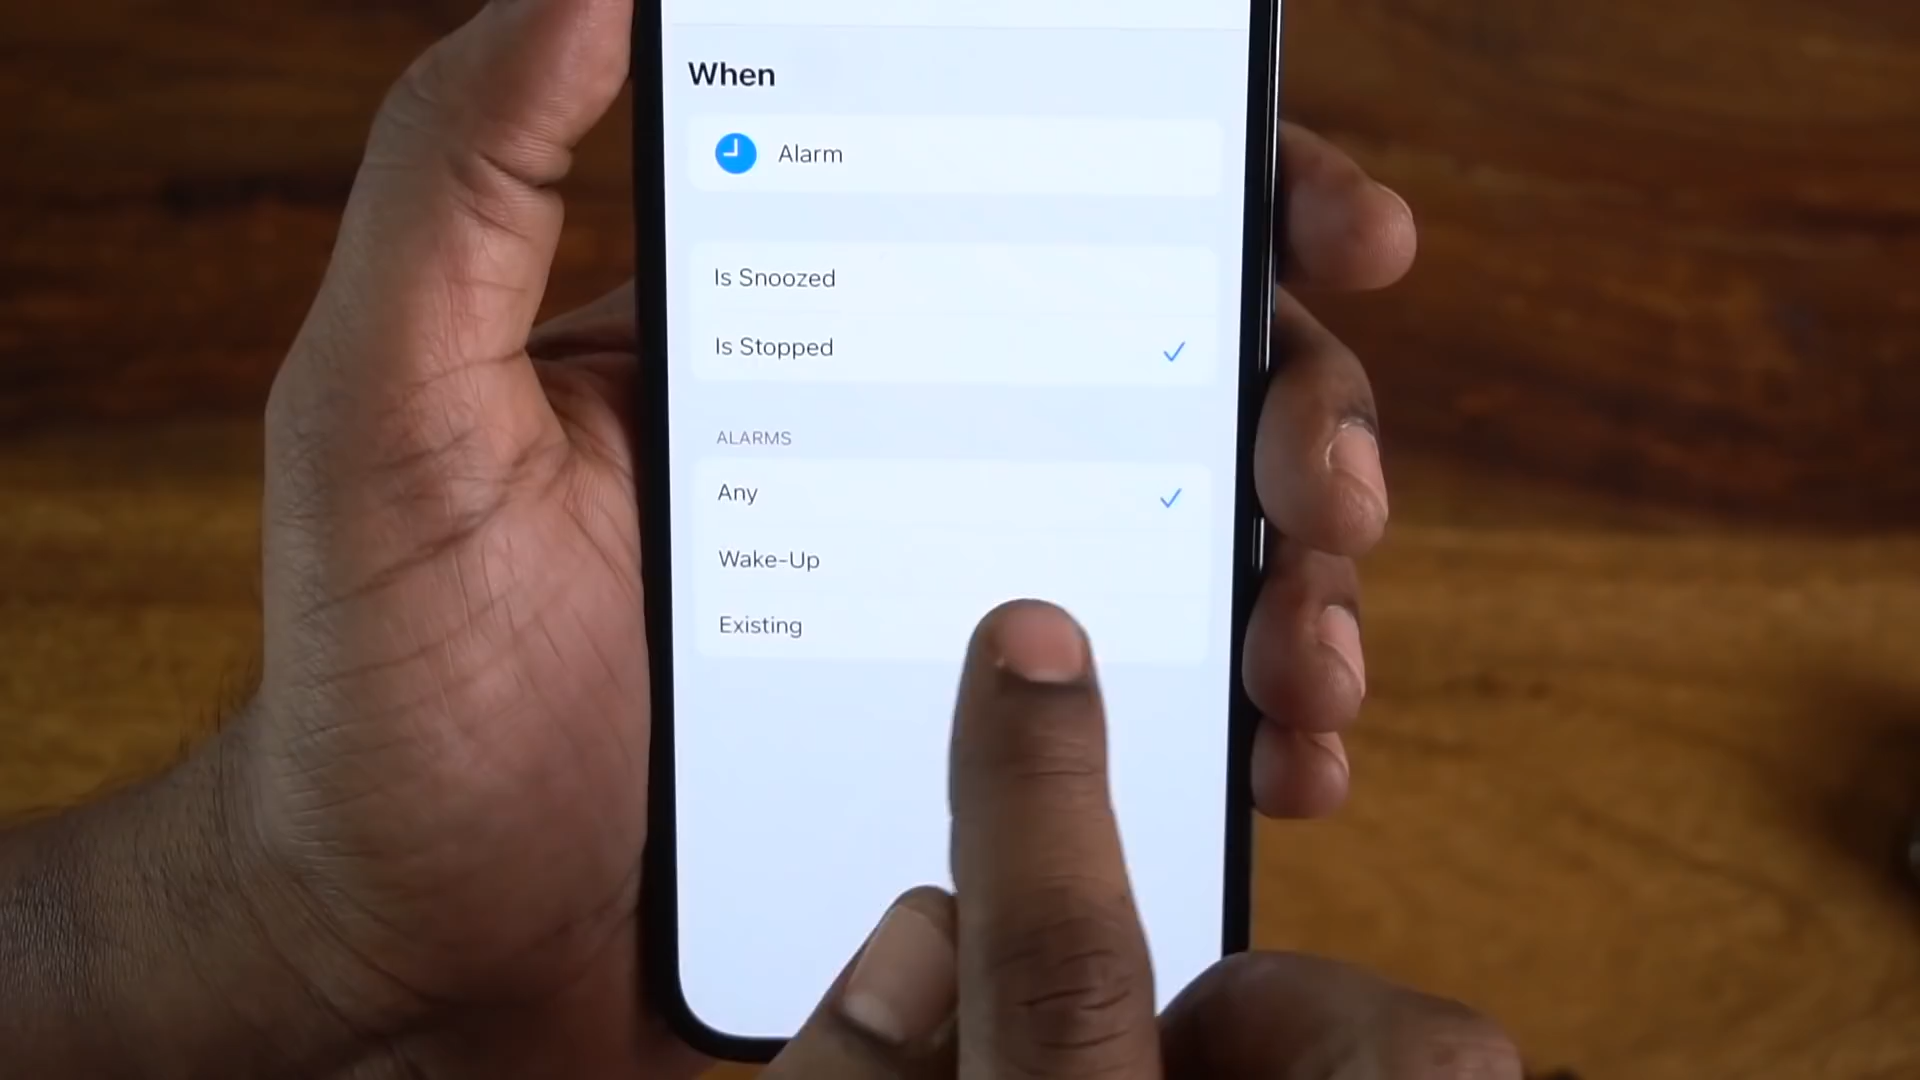 When
Alarm
Is Snoozed
Is Stopped
ALARMS
Any
Wake-Up
Existing